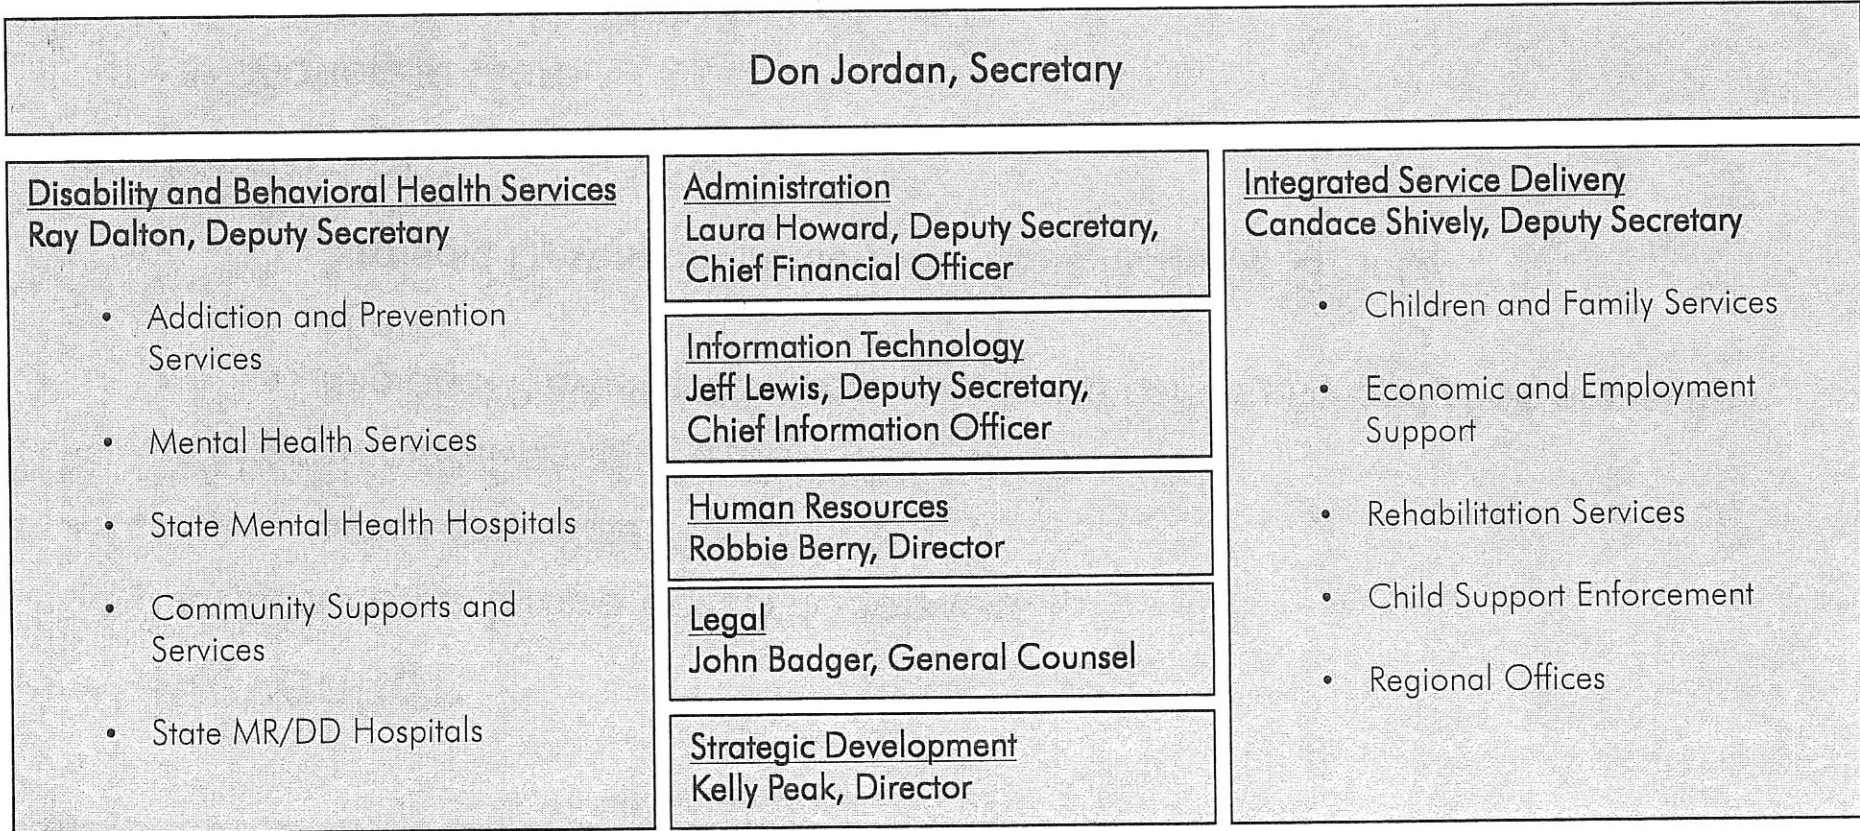 Don Jordan, Secretary
Disability and Behavioral Health Services
Ray Dalton, Deputy Secretary
• Addiction and Prevention
Services
• Mental Health Services
• State Mental Health Hospitals
• Community Supports and
Services
• State MR/DD Hospitals
Administration
Laura Howard, Deputy Secretary,
Chief Financial Officer
Information Technology
Jeff Lewis, Deputy Secretary,
Chief Information Officer
Human Resources
Robbie Berry, Director
Legal
John Badger, General Counsel
Strategic Development
Kelly Peak, Director
Integrated Service Delivery
Candace Shively, Deputy Secretary
• Children and Family Services
• Economic and Employment
Support
• Rehabilitation Services
• Child Support Enforcement
• Regional Offices